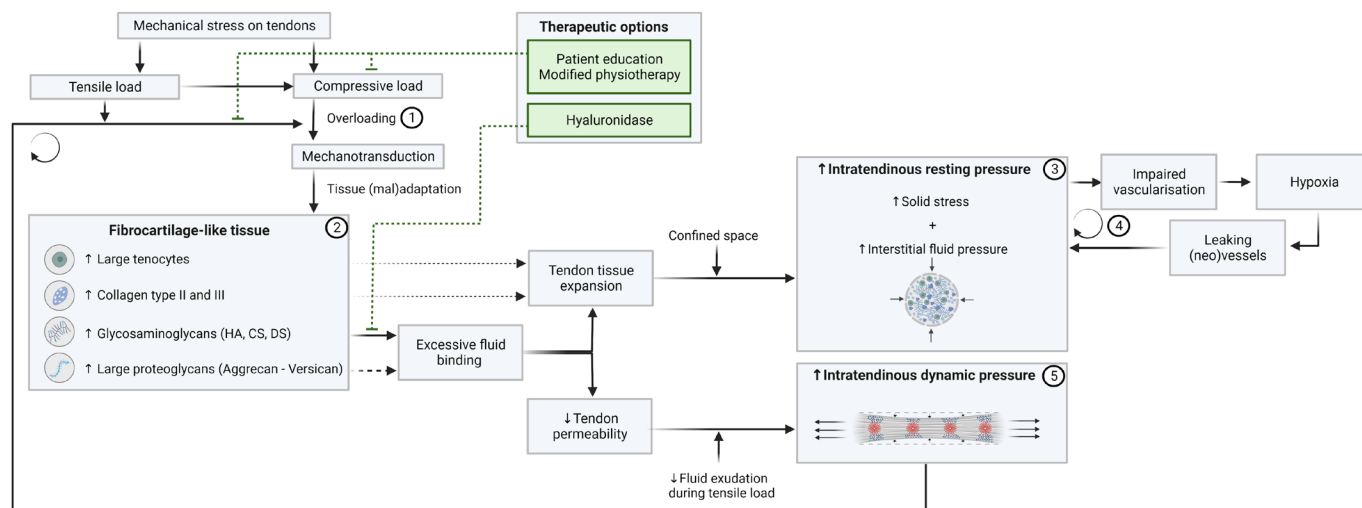 Mechanical stress on tendons
Therapeutic options
Patient education
Modified physiotherapy
Tensile load
Compressive load
Hyaluronidase
Overloading 1
Mechanotransduction
Tissue (mal)adaptation
Fibrocartilage-like tissue 2
↑ Large tenocytes
↑ Collagen type II and III
↑ Glycosaminoglycans (HA, CS, DS)
↑ Large proteoglycans (Aggrecan - Versican)
Excessive fluid
binding
Tendon tissue
expansion
↓Tendon
permeability
Confined space
↓Fluid exudation
during tensile load
↑Intratendinous resting pressure 3
↑Solid stress
+
↑Interstitial fluid pressure
↑Intratendinous dynamic pressure 5
Impaired
vascularisation
Hypoxia
4
Leaking
(neo)vessels